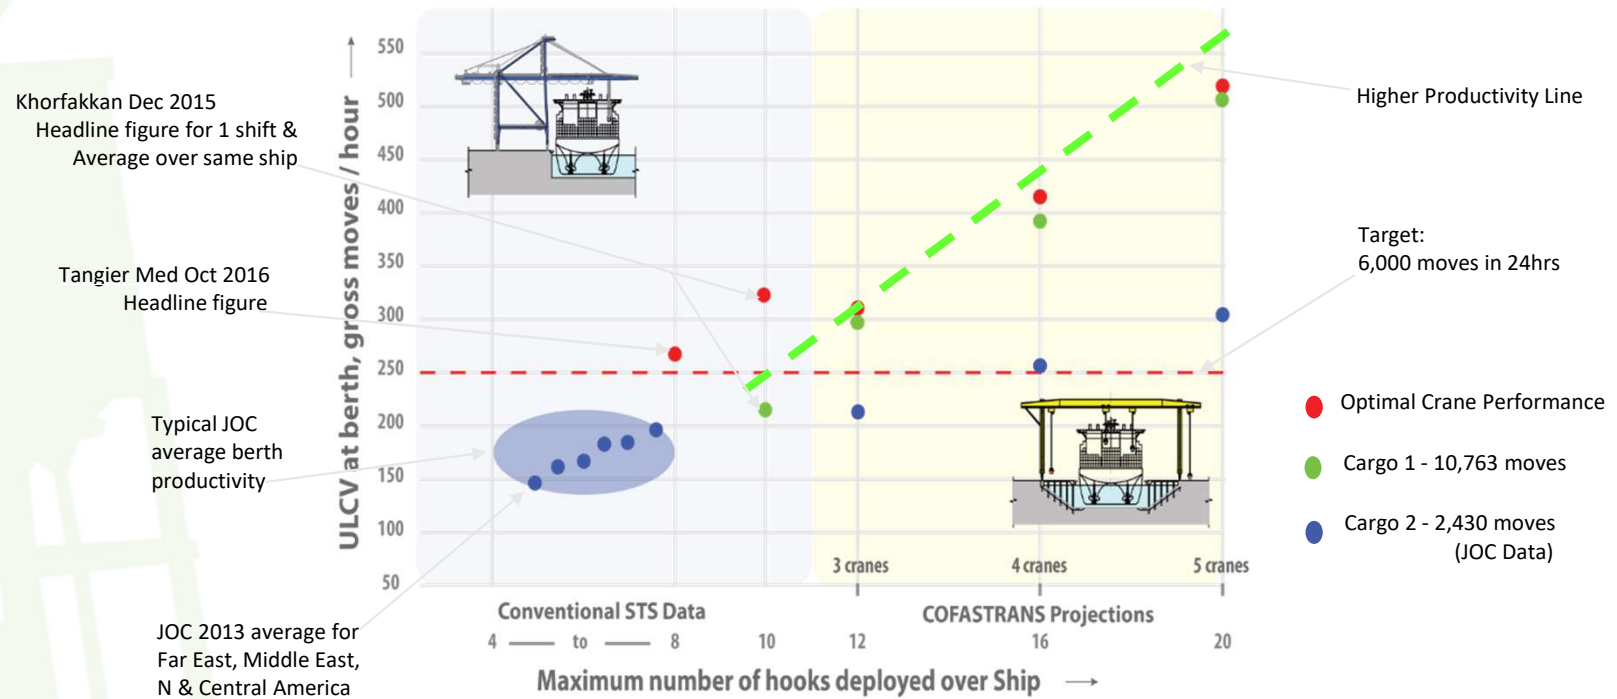 Khorfakkan Dec 2015
Headline figure for 1 shift &
Average over same ship
Tangier Med Oct 2016
Headline figure
Typical JOC
average berth
productivity
JOC 2013 average for
Far East, Middle East,
N & Central America
ULCV at berth, gross moves / hour
550
500
450
400
350
300
250
200
150
100
50
3 cranes
4 cranes
5 cranes
Conventional STS Data
COFASTRANS Projections
4 to 8 10 12 16 20
Maximum number of hooks deployed over Ship
Higher Productivity Line
Target:
6,000 moves in 24hrs
Optimal Crane Performance
Cargo 1 - 10,763 moves
Cargo 2 - 2,430 moves
(JOC Data)